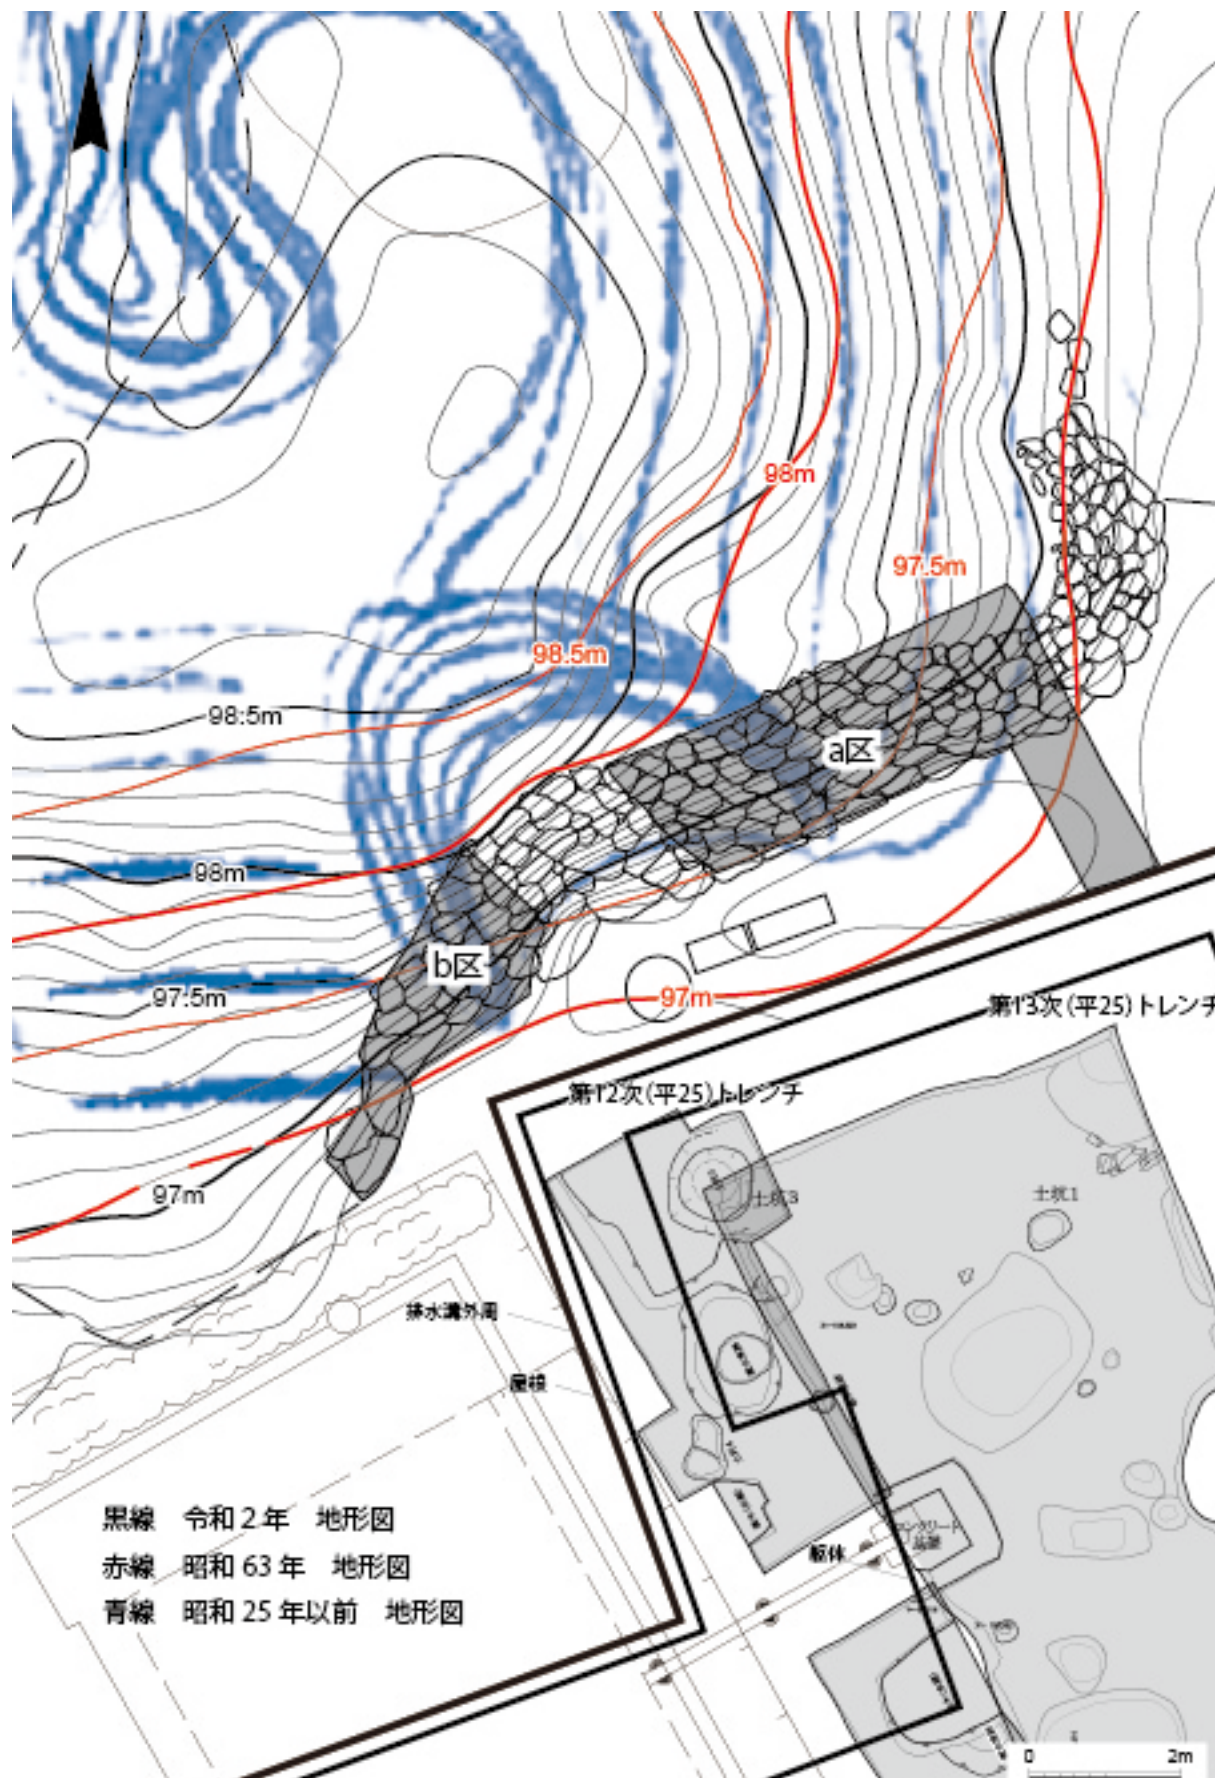 98m
97.5m
98.5m
98:5m
a区
98m
b区
97:5m
97m
第13次(平25)トレンチ
第12次(平25)トレンチ
97m
土坑3
土坑1
排水溝外周
屋根
黒線　令和2年　地形図
コンクリート
基礎
躯体
赤線　昭和63年　地形図
青線　昭和25年以前　地形図
0 2m